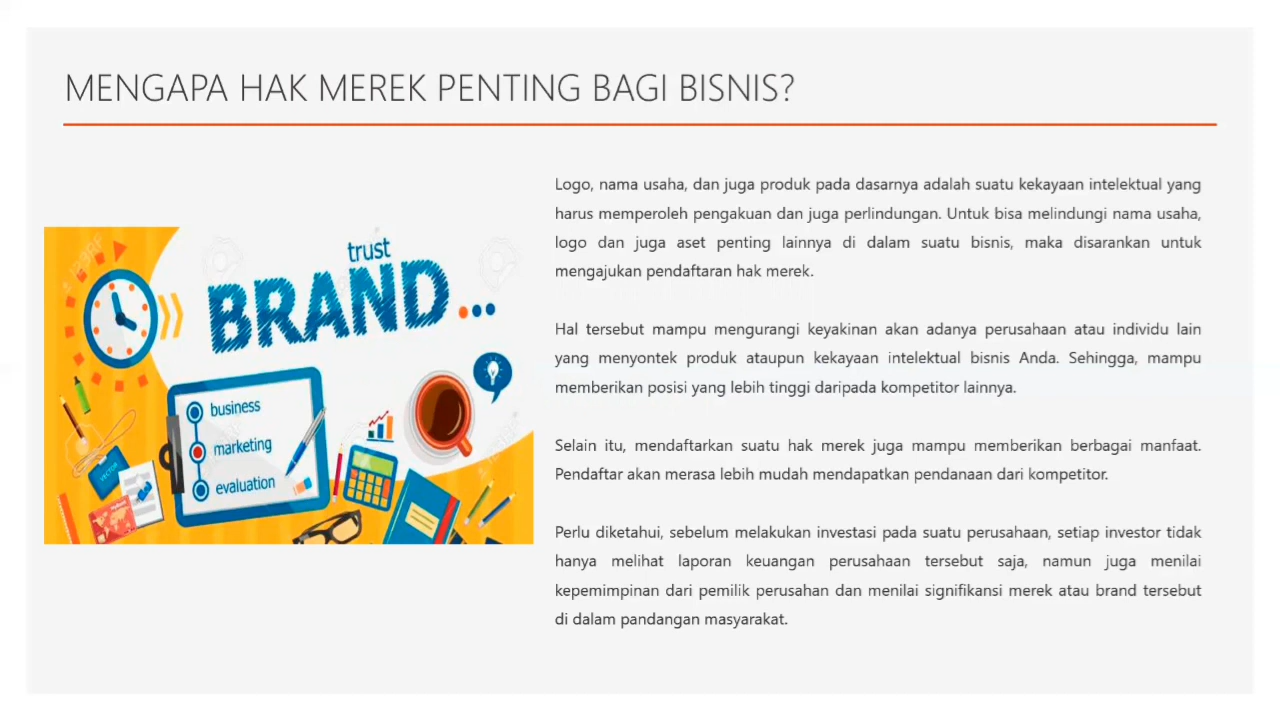 MENGAPA HAK MEREK PENTING BAGI BISNIS?
trust
BRAND...
business
marketing
evaluation
VECTOR
Logo, nama usaha, dan juga produk pada dasarnya adalah suatu kekayaan intelektual yang
harus memperoleh pengakuan dan juga perlindungan. Untuk bisa melindungi nama usaha,
logo dan juga aset penting lainnya di dalam suatu bisnis, maka disarankan untuk
mengajukan pendaftaran hak merek.
Hal tersebut mampu mengurangi keyakinan akan adanya perusahaan atau individu lain
yang menyontek produk ataupun kekayaan intelektual bisnis Anda. Sehingga, mampu
memberikan posisi yang lebih tinggi daripada kompetitor lainnya.
Selain itu, mendaftarkan suatu hak merek juga mampu memberikan berbagai manfaat.
Pendaftar akan merasa lebih mudah mendapatkan pendanaan dari kompetitor.
Perlu diketahui, sebelum melakukan investasi pada suatu perusahaan, setiap investor tidak
hanya melihat laporan keuangan perusahaan tersebut saja, namun juga menilai
kepemimpinan dari pemilik perusahan dan menilai signifikansi merek atau brand tersebut
di dalam pandangan masyarakat.